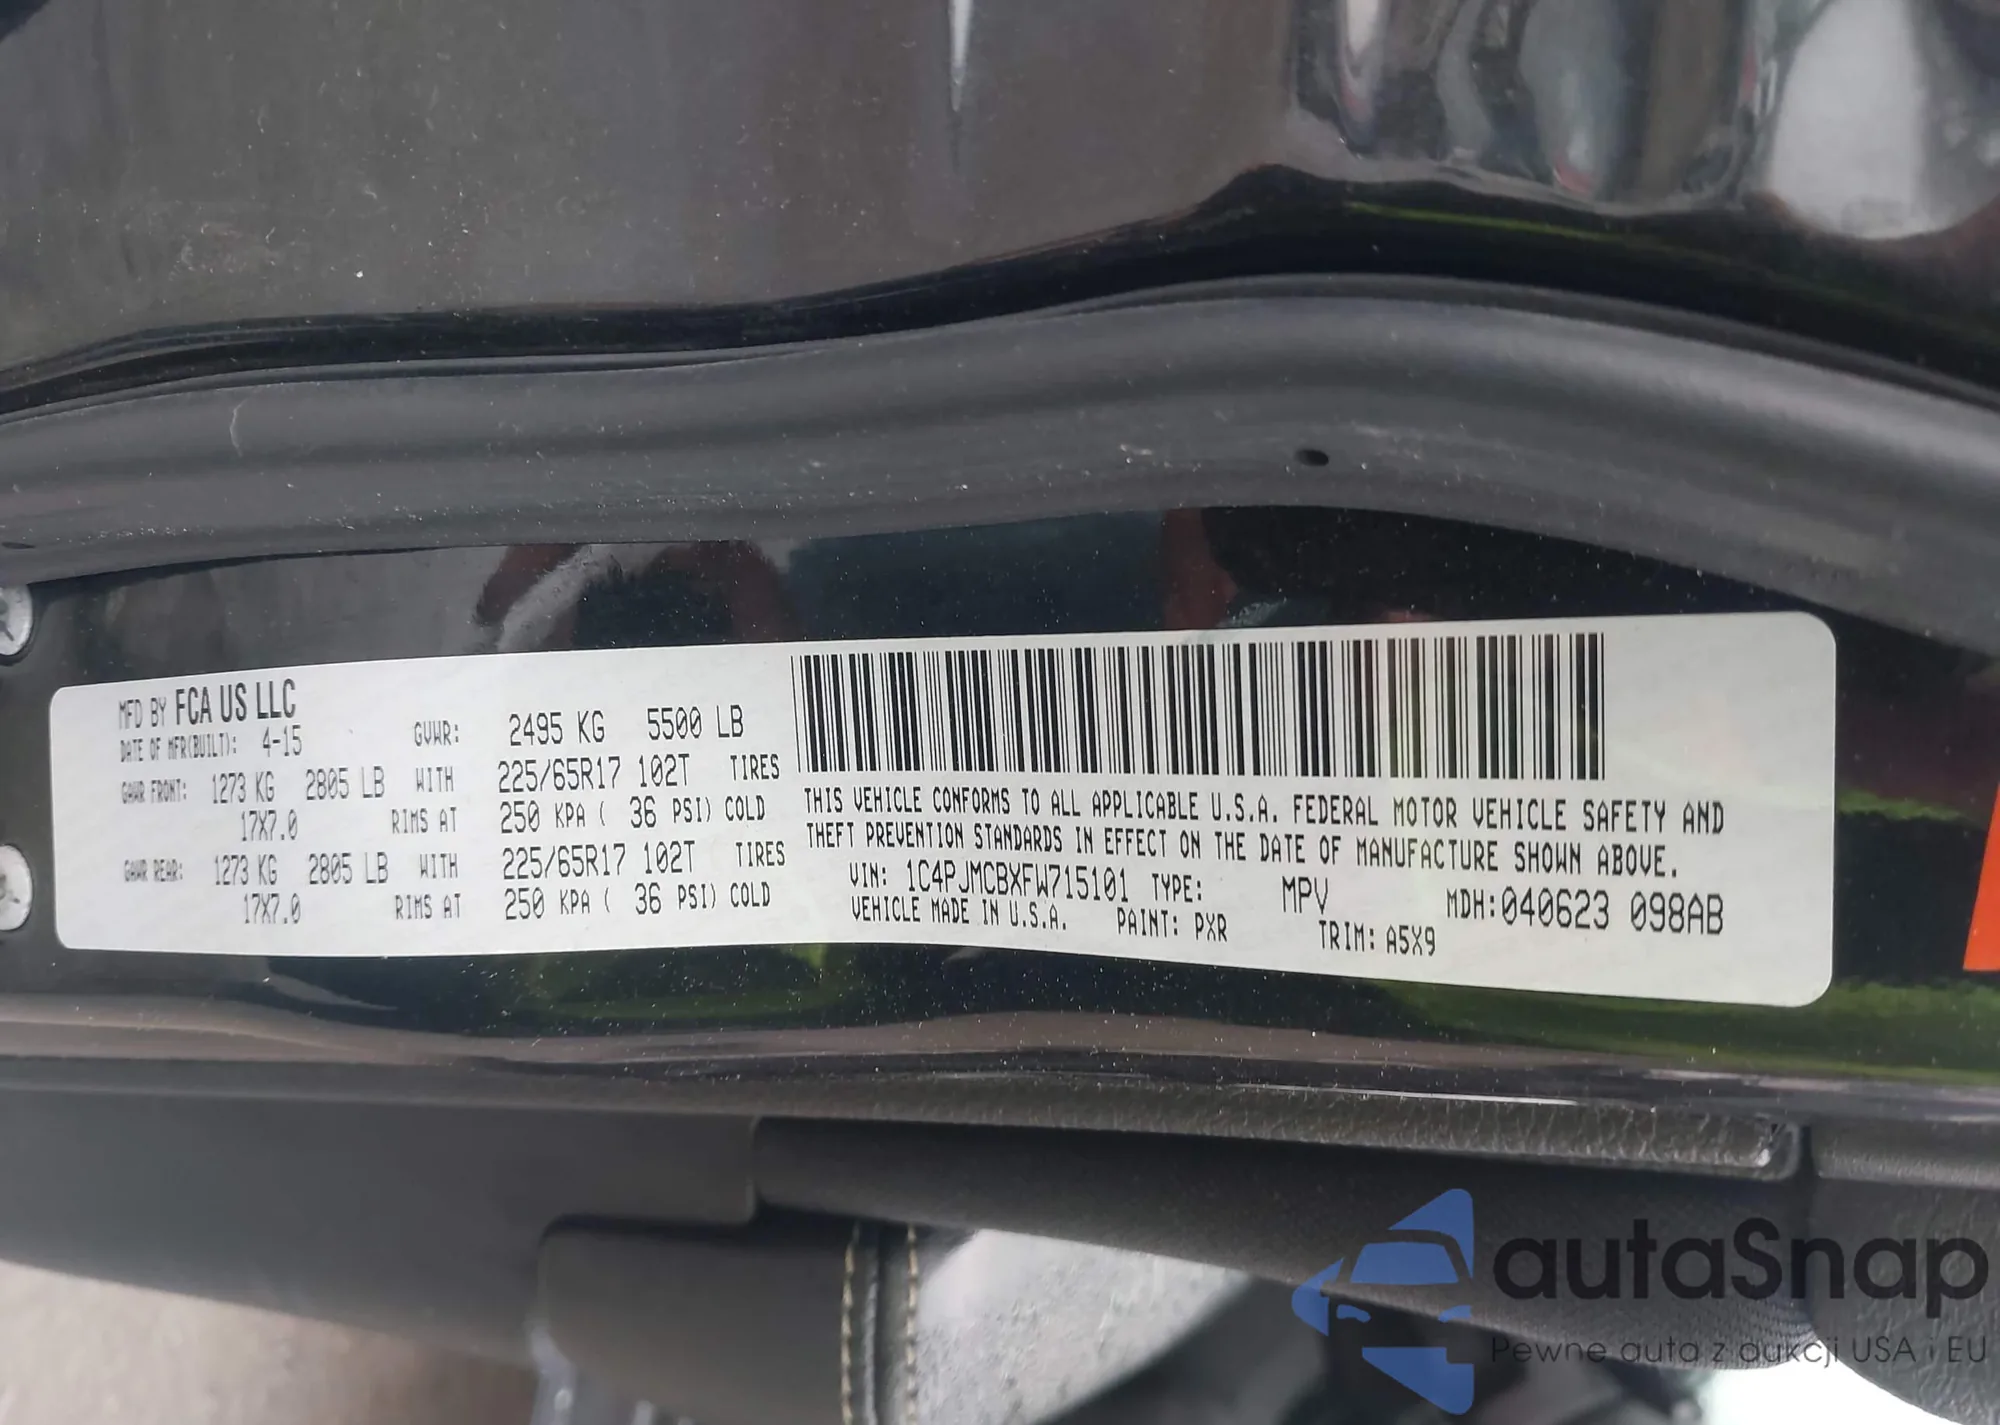 MFD BY FCA US LLC
DATE OF MFR(BUILT): 4-15 GVWR: 2495 KG 5500 LB
GAWR FRONT: 1273 KG 2805 LB WITH 225/65R17 102T TIRES
17X7.0 RIMS AT 250 KPA ( 36 PSI) COLD
GAWR REAR: 1273 KG 2805 LB WITH 225/65R17 102T TIRES
17X7.0 RIMS AT 250 KPA ( 36 PSI) COLD
THIS VEHICLE CONFORMS TO ALL APPLICABLE U.S.A. FEDERAL MOTOR VEHICLE SAFETY AND
THEFT PREVENTION STANDARDS IN EFFECT ON THE DATE OF MANUFACTURE SHOWN ABOVE.
VIN: 1C4PJMCBXFW715101 TYPE: MPV MDH:040623 098AB
VEHICLE MADE IN U.S.A. PAINT: PXR TRIM: A5X9
autaSnap
Pewne auta z aukcji USA i EU